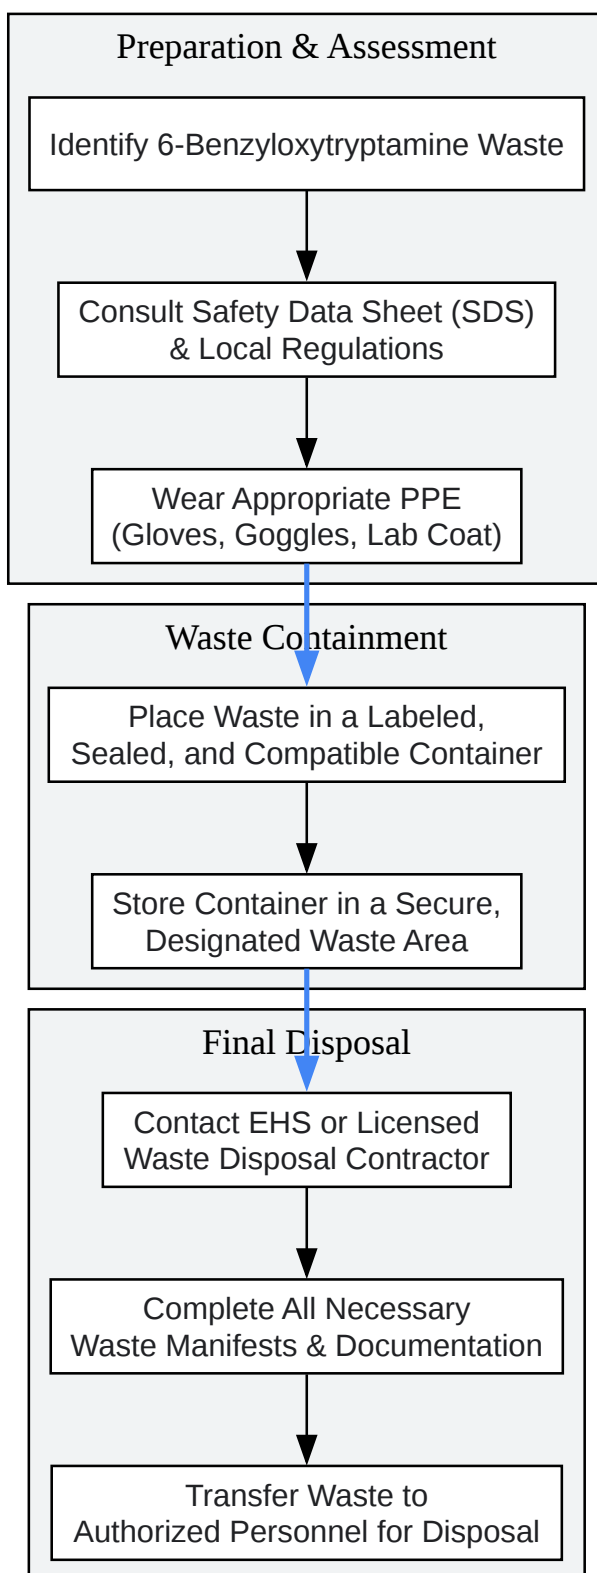 Preparation & Assessment
Identify 6-Benzyloxytryptamine Waste
Consult Safety Data Sheet (SDS)
& Local Regulations
Wear Appropriate PPE
(Gloves, Goggles, Lab Coat)
Waste Containment
Place Waste in a Labeled,
Sealed, and Compatible Container
Store Container in a Secure,
Designated Waste Area
Final Disposal
Contact EHS or Licensed
Waste Disposal Contractor
Complete All Necessary
Waste Manifests & Documentation
Transfer Waste to
Authorized Personnel for Disposal